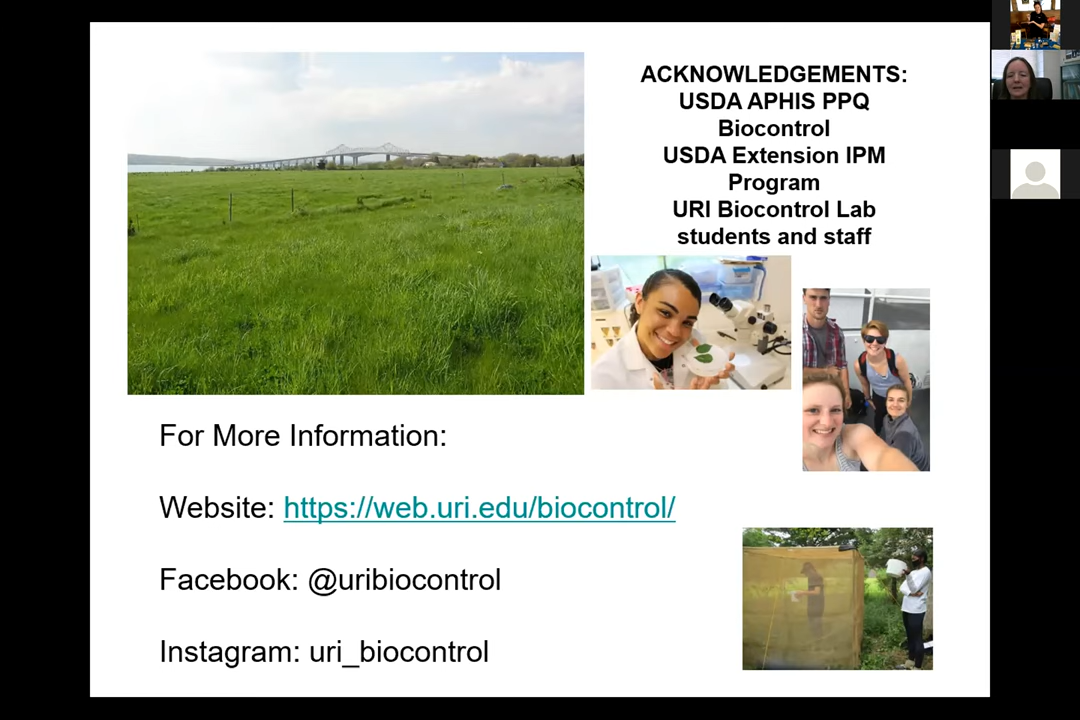 ACKNOWLEDGEMENTS:
USDA APHIS PPQ
Biocontrol
USDA Extension IPM
Program
URI Biocontrol Lab
students and staff
For More Information:
Website: https://web.uri.edu/biocontrol/
Facebook: @uribiocontrol
Instagram: uri_biocontrol